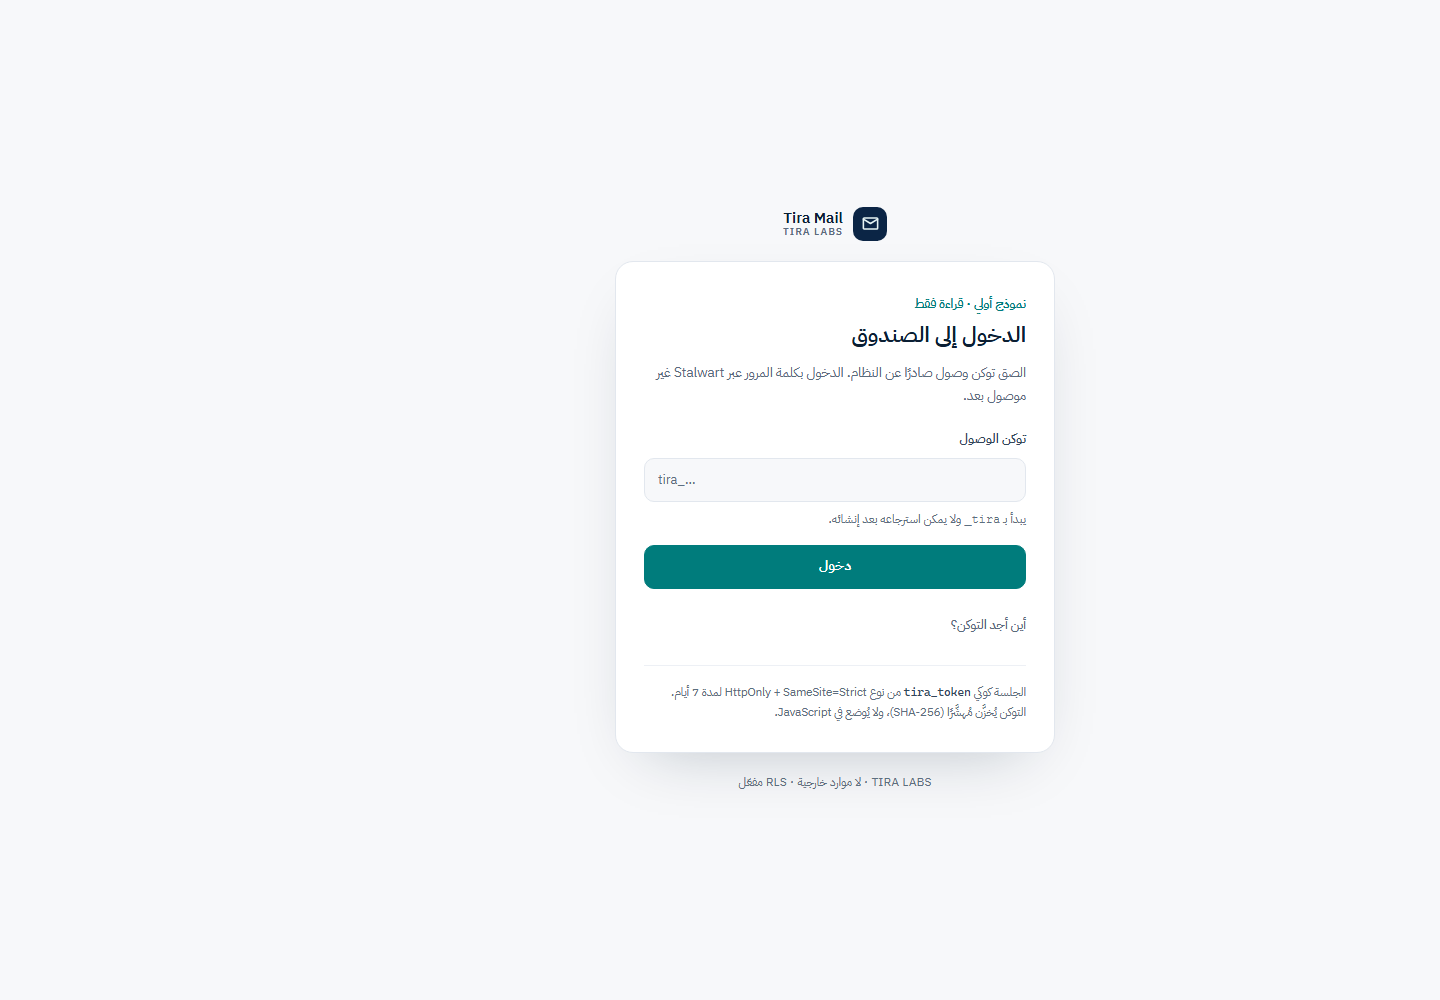 Tira Mail
TIRA LABS
نموذج أولي · قراءة فقط
الدخول إلى الصندوق
الصق توكن وصول صادرًا عن النظام. الدخول بكلمة المرور عبر Stalwart غير
موصول بعد.
توكن الوصول
tira_...
يبدأ بـ tira_ ولا يمكن استرجاعه بعد إنشائه.
دخول
أين أجد التوكن؟
الجلسة كوكي tira_token من نوع HttpOnly + SameSite=Strict لمدة 7 أيام.
التوكن يُخزَّن مُهشَّرًا (SHA-256)، ولا يُوضع في JavaScript.
TIRA LABS · لا موارد خارجية · RLS مفعّل